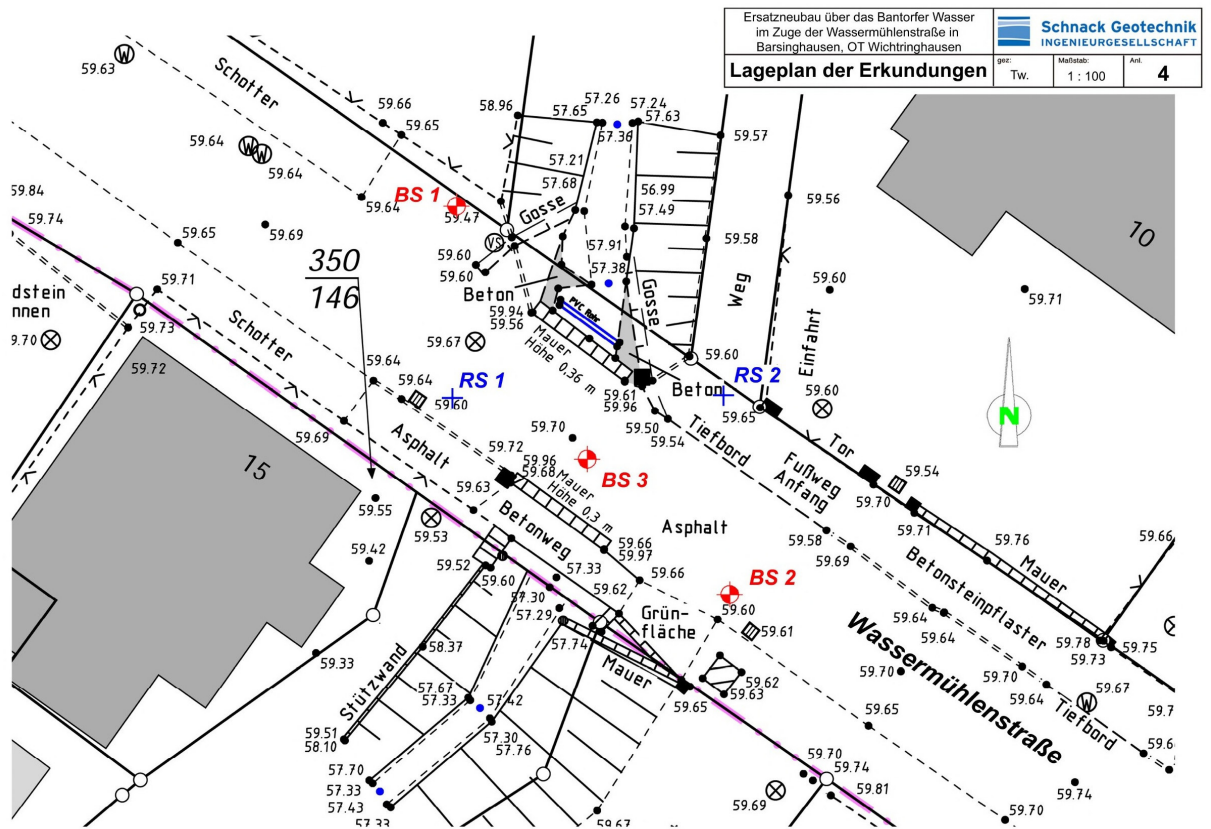 Ersatzneubau über das Bantorfer Wasser
im Zuge der Wassermühlenstraße in
Barsinghausen, OT Wichtringhausen
Schnack Geotechnik
INGENIEURGESELLSCHAFT
Lageplan der Erkundungen
gez:
Tw.
Maßstab:
1 : 100
Anl.
4
W
59.63
Schotter
59.66
59.65
58.96
57.65
57.26
57.24
57.63
57.36
59.57
59.64
W
W
59.64
57.21
57.68
56.99
57.49
59.56
10
59.84
59.74
BS 1
59.47
59.64
Gosse
59.65
59.69
VS
59.60
59.60
57.91
57.38
59.58
Weg
350
146
59.71
Beton
Gosse
59.60
59.71
dstein
nnen
59.70
59.73
59.72
Schotter
59.94
59.56
PVC Rohr
Mauer
Höhe 0.36 m
59.67
59.60
Einfahrt
59.64
59.64
59.60
RS 1
59.61
59.96
Beton
RS 2
59.65
59.60
N
59.50
59.54
Tiefbord
Tor
59.54
59.69
Asphalt
59.70
59.72
59.96
59.68
Mauer
Höhe 0.3 m
BS 3
Fußweg
Anfang
59.70
59.71
15
59.55
59.63
59.53
Betonweg
Asphalt
59.58
59.69
59.76
Mauer
59.66
59.42
59.52
59.60
57.33
57.30
57.29
59.66
59.97
59.66
59.62
BS 2
59.60
59.61
Betonsteinpflaster
59.64
59.64
Grün-
fläche
57.74
Mauer
Wassermühlenstraße
59.78
59.73
59.75
59.33
58.37
Stützwand
57.67
57.33
57.42
59.62
59.63
59.65
59.70
59.70
59.64
59.67
W
Tiefbord
59.7
59.6
59.51
58.10
57.30
57.76
59.65
57.70
57.33
57.43
57.33
59.70
59.74
59.81
59.69
59.74
59.67
59.70